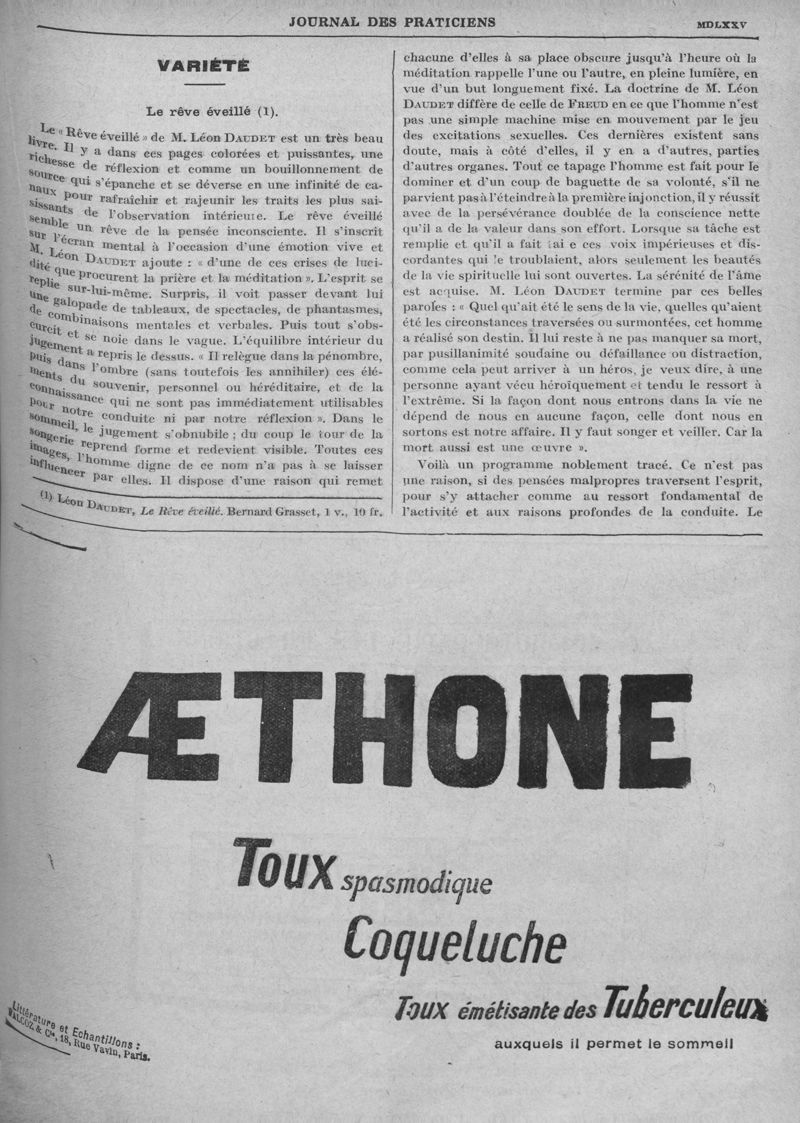 JOURNAL DES PRATICIENS MDLXXV
VARIÉTÉ
Le rêve éveillé (1).
Le « Rêve éveillé » de M. Léon DAUDET est un très beau
livre. Il y a dans ces pages colorées et puissantes, une
richesse de réflexion et comme un bouillonnement de
source qui s'épanche et se déverse en une infinité de ca-
naux pour rafraîchir et rajeunir les traits les plus sai-
sissants de l'observation intérieure. Le rêve éveillé
semble un rêve de la pensée inconsciente. Il s'inscrit
sur l'écran mental à l'occasion d'une émotion vive et
M. Léon DAUDET ajoute : « d'une de ces crises de luci-
dité que procurent la prière et la méditation ». L'esprit se
replie sur-lui-même. Surpris, il voit passer devant lui
une galopade de tableaux, de spectacles, de phantasmes,
de combinaisons mentales et verbales. Puis tout s'obs-
curcit et se noie dans le vague. L'équilibre intérieur du
jugement a repris le dessus. « Il relègue dans la pénombre,
puis dans l'ombre (sans toutefois les annihiler) ces élé-
ments du souvenir, personnel ou héréditaire, et de la
connaissance qui ne sont pas immédiatement utilisables
pour notre conduite ni par notre réflexion ». Dans le
sommeil, le jugement s'obnubile ; du coup le tour de la
songerie reprend forme et redevient visible. Toutes ces
images, l'homme digne de ce nom n'a pas à se laisser
influencer par elles. Il dispose d'une raison qui remet
(1) Léon DAUDET, Le Rêve éveillé. Bernard Grasset, 1 v., 10 fr.
chacune d'elles à sa place obscure jusqu'à l'heure où la
méditation rappelle l'une ou l'autre, en pleine lumière, en
vue d'un but longuement fixé. La doctrine de M. Léon
DAUDET diffère de celle de FREUD en ce que l'homme n'est
pas une simple machine mise en mouvement par le jeu
des excitations sexuelles. Ces dernières existent sans
doute, mais à côté d'elles, il y en a d'autres, parties
d'autres organes. Tout ce tapage l'homme est fait pour le
dominer et d'un coup de baguette de sa volonté, s'il ne
parvient pas à l'éteindre à la première injonction, il y réussit
avec de la persévérance doublée de la conscience nette
qu'il a de la valeur dans son effort. Lorsque sa tâche est
remplie et qu'il a fait tai e ces voix impérieuses et dis-
cordantes qui le troublaient, alors seulement les beautés
de la vie spirituelle lui sont ouvertes. La sérénité de l'âme
est acquise. M. Léon DAUDET termine par ces belles
paroles : « Quel qu'ait été le sens de la vie, quelles qu'aient
été les circonstances traversées ou surmontées, cet homme
a réalisé son destin. Il lui reste à ne pas manquer sa mort,
par pusillanimité soudaine ou défaillance ou distraction,
comme cela peut arriver à un héros, je veux dire, à une
personne ayant vécu héroïquement et tendu le ressort à
l'extrême. Si la façon dont nous entrons dans la vie ne
dépend de nous en aucune façon, celle dont nous en
sortons est notre affaire. Il y faut songer et veiller. Car la
mort aussi est une œuvre ».
Voilà un programme noblement tracé. Ce n'est pas
une raison, si des pensées malpropres traversent l'esprit,
pour s'y attacher comme au ressort fondamental de
l'activité et aux raisons profondes de la conduite. Le
ÆTHONE
Toux spasmodique
Coqueluche
Toux émétisante des Tuberculeux
auxquels il permet le sommeil
Littérature et Echantillons :
FALCOZ & Cie, 18, Rue Vavin, Paris.